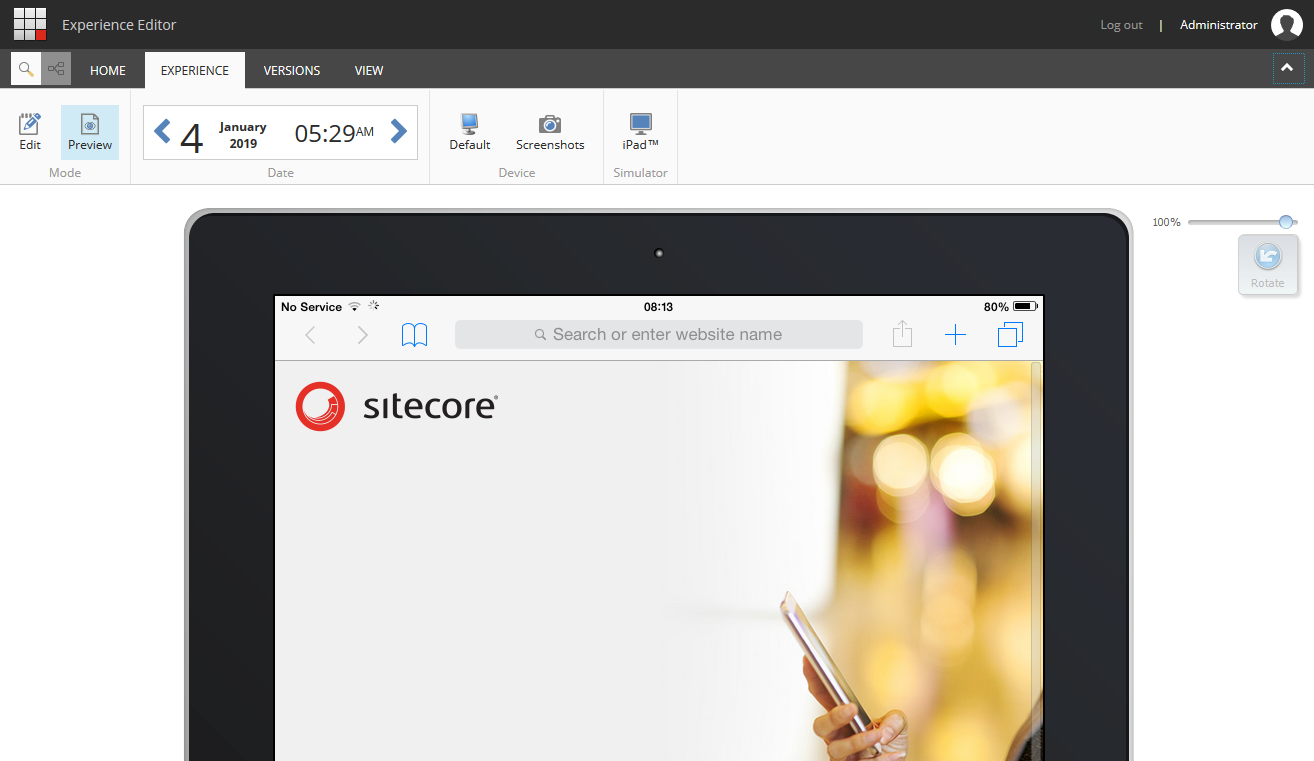 Experience Editor
Log out | Administrator
HOME EXPERIENCE VERSIONS VIEW
4 January 2019 05:29AM
Edit Preview Default Screenshots iPad™
Mode Date Device Simulator
100%
Rotate
No Service 08:13 80%
Search or enter website name
sitecore®